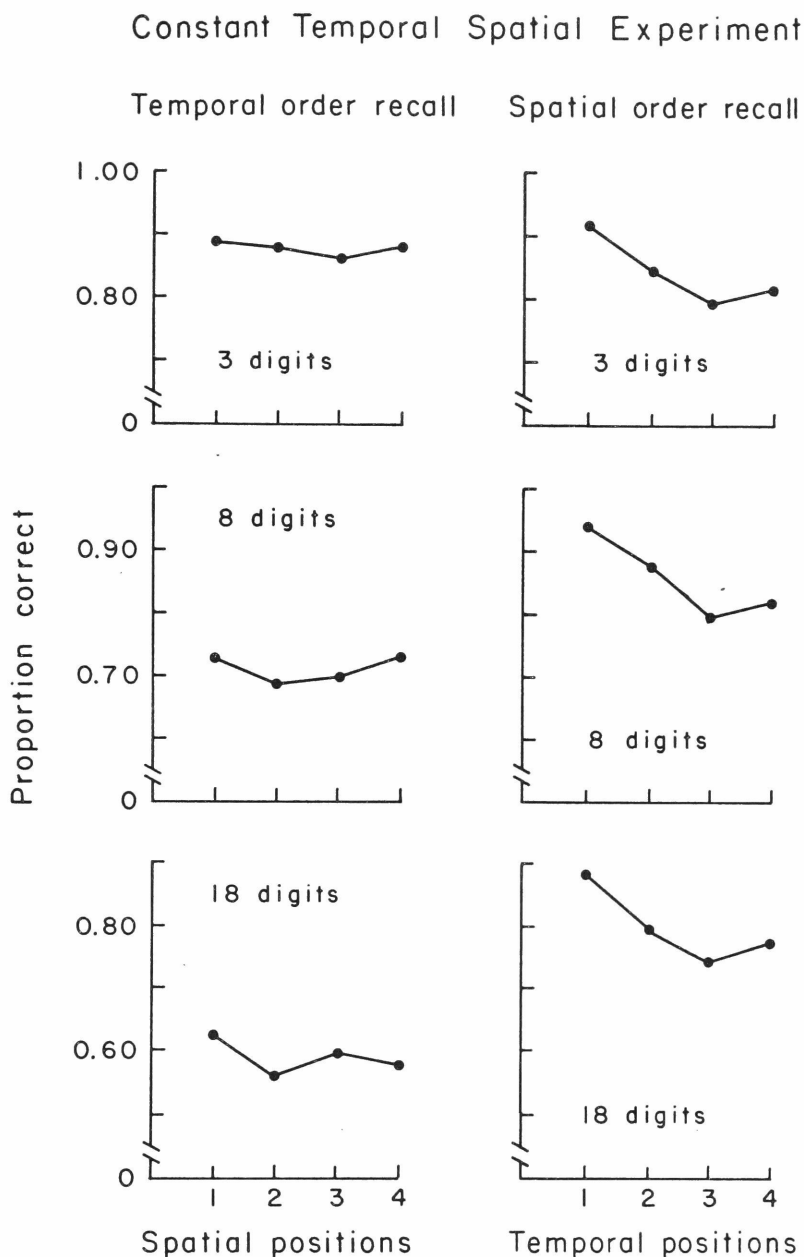 Constant Temporal Spatial Experiment
Temporal order recall Spatial order recall
1.00
0.80
3 digits 3 digits
0
8 digits
0.90
0.70
8 digits
0
Proportion correct
18 digits
0.80
0.60
18 digits
0
1 2 3 4 1 2 3 4
Spatial positions Temporal positions